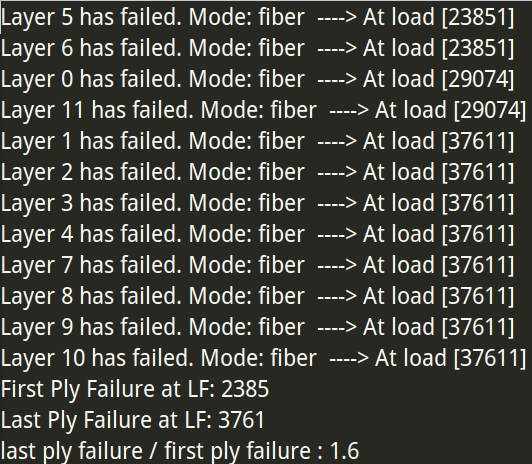 Layer 5 has failed. Mode: fiber  ----> At load [23851]
Layer 6 has failed. Mode: fiber  ----> At load [23851]
Layer 0 has failed. Mode: fiber  ----> At load [29074]
Layer 11 has failed. Mode: fiber  ----> At load [29074]
Layer 1 has failed. Mode: fiber  ----> At load [37611]
Layer 2 has failed. Mode: fiber  ----> At load [37611]
Layer 3 has failed. Mode: fiber  ----> At load [37611]
Layer 4 has failed. Mode: fiber  ----> At load [37611]
Layer 7 has failed. Mode: fiber  ----> At load [37611]
Layer 8 has failed. Mode: fiber  ----> At load [37611]
Layer 9 has failed. Mode: fiber  ----> At load [37611]
Layer 10 has failed. Mode: fiber  ----> At load [37611]
First Ply Failure at LF: 2385
Last Ply Failure at LF: 3761
last ply failure / first ply failure : 1.6